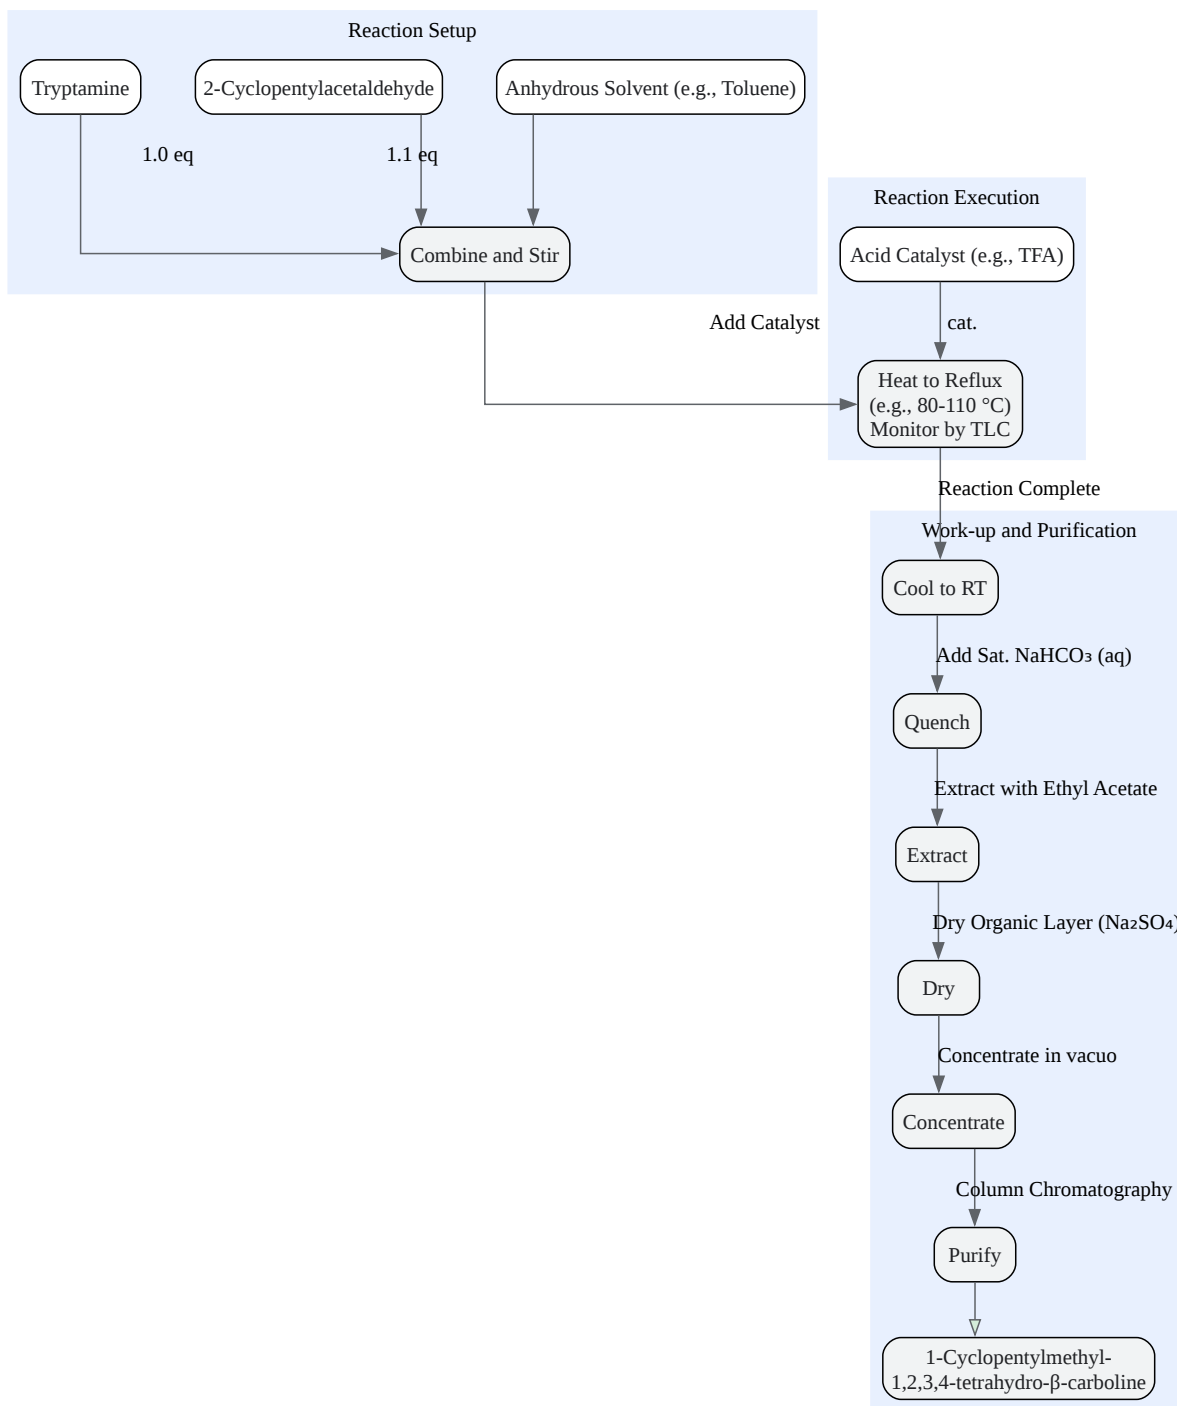 Reaction Setup
Tryptamine
2-Cyclopentylacetaldehyde
Anhydrous Solvent (e.g., Toluene)
1.0 eq
1.1 eq
Combine and Stir
Add Catalyst
Reaction Execution
Acid Catalyst (e.g., TFA)
cat.
Heat to Reflux
(e.g., 80-110 °C)
Monitor by TLC
Reaction Complete
Work-up and Purification
Cool to RT
Add Sat. NaHCO₃ (aq)
Quench
Extract with Ethyl Acetate
Extract
Dry Organic Layer (Na₂SO₄)
Dry
Concentrate in vacuo
Concentrate
Column Chromatography
Purify
1-Cyclopentylmethyl-
1,2,3,4-tetrahydro-β-carboline